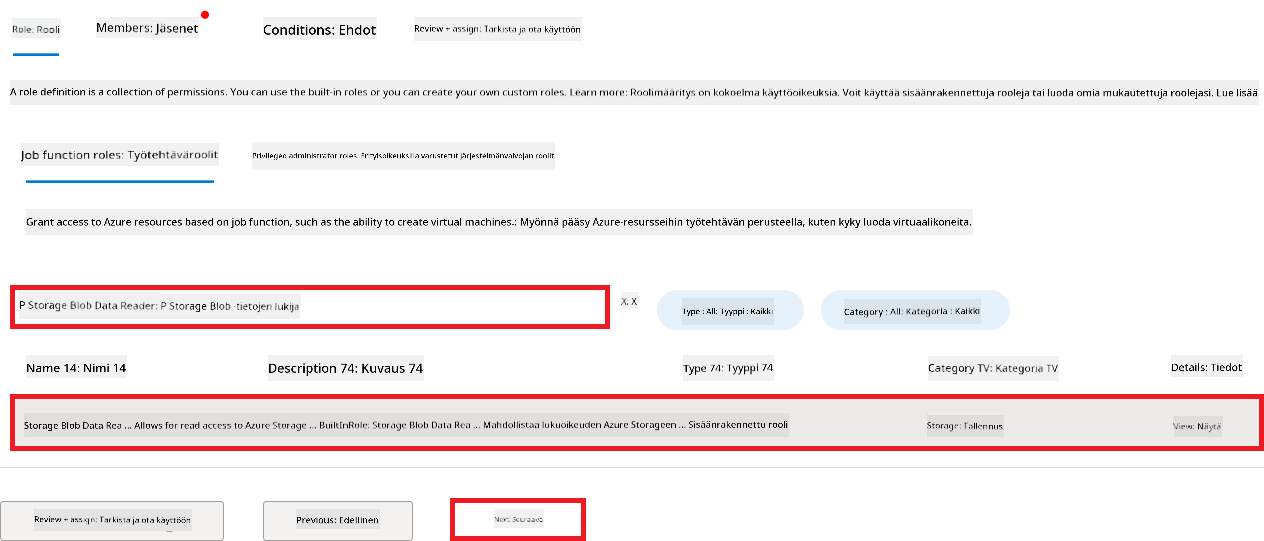 Role: Rooli
Members: Jäsenet
Conditions: Ehdot
Review + assign: Tarkista ja ota käyttöön
A role definition is a collection of permissions. You can use the built-in roles or you can create your own custom roles. Learn more: Roolimääritys on kokoelma käyttöoikeuksia. Voit käyttää sisäänrakennettuja rooleja tai luoda omia mukautettuja roolejasi. Lue lisää
Job function roles: Työtehtäväroolit
Privileged administrator roles: Erityisoikeuksilla varustetut järjestelmänvalvojan roolit
Grant access to Azure resources based on job function, such as the ability to create virtual machines.: Myönnä pääsy Azure-resursseihin työtehtävän perusteella, kuten kyky luoda virtuaalikoneita.
P Storage Blob Data Reader: P Storage Blob -tietojen lukija
X: X
Type : All: Tyyppi : Kaikki
Category : All: Kategoria : Kaikki
Name 14: Nimi 14
Description 74: Kuvaus 74
Type 74: Tyyppi 74
Category TV: Kategoria TV
Details: Tiedot
Storage Blob Data Rea ... Allows for read access to Azure Storage ... BuiltInRole: Storage Blob Data Rea ... Mahdollistaa lukuoikeuden Azure Storageen ... Sisäänrakennettu rooli
Storage: Tallennus
View: Näytä
Review + assign: Tarkista ja ota käyttöön
Previous: Edellinen
Next: Seuraava